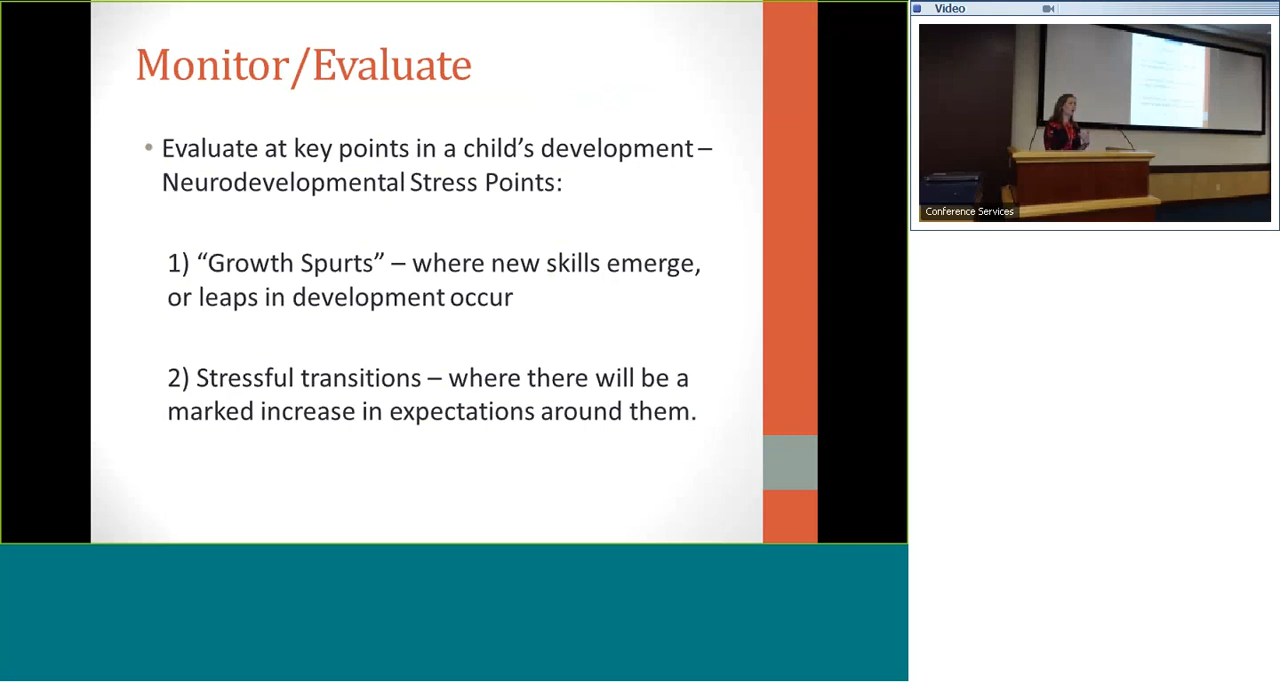 Monitor/Evaluate
• Evaluate at key points in a child's development –
Neurodevelopmental Stress Points:
1) “Growth Spurts” – where new skills emerge,
or leaps in development occur
2) Stressful transitions – where there will be a
marked increase in expectations around them.
Video
Conference Services